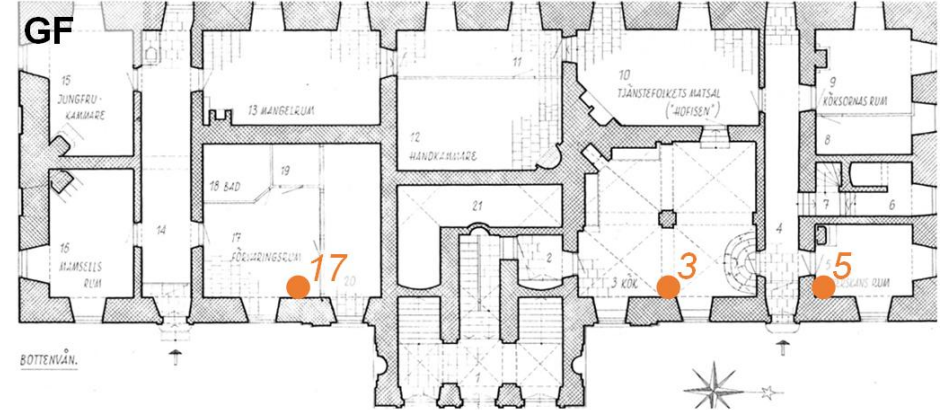 GF
15
JUNGFRU-
KAMMARE
13 MANGELRUM
11
12
HANDKAMMARE
10
TJÄNSTEFOLKETS MATSAL
("HOFISEN")
9
KÖKSORNAS RUM
8
18 BAD
19
14
16
MAMSELLS
RUM
17
FÖRVARINGSRUM
20
17
21
1
2
3 KÖK
3
4
7
6
5
RUM
1
BOTTENVÅN.